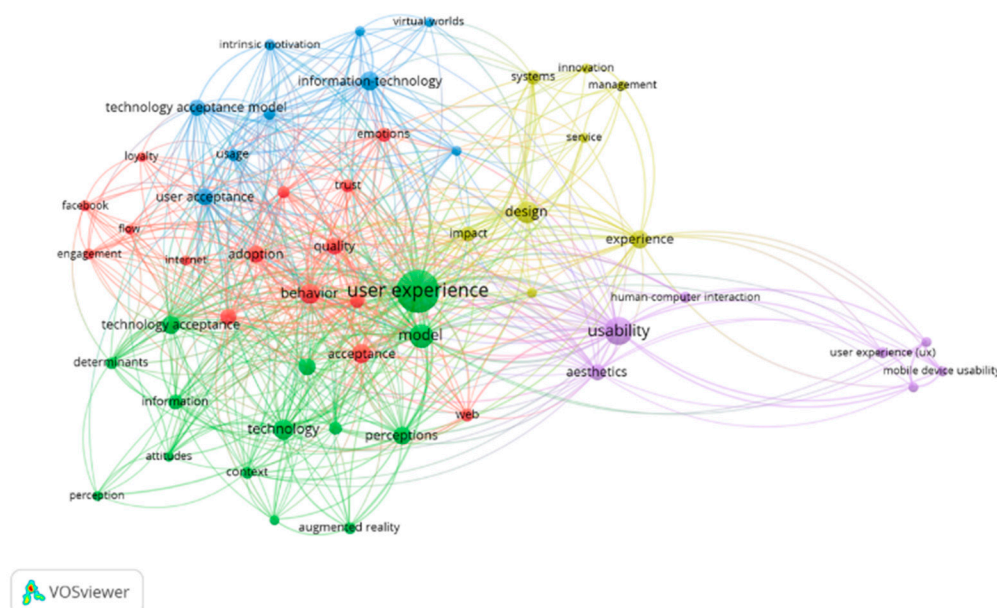 virtual worlds
intrinsic motivation
information-technology
systems
innovation
management
technology acceptance model
emotions
service
loyalty
usage
trust
user acceptance
facebook
flow
design
impact
experience
engagement
internet
adoption
quality
behavior
user experience
human-computer interaction
technology acceptance
model
usability
determinants
acceptance
aesthetics
user experience (ux)
mobile device usability
information
web
technology
perceptions
attitudes
context
perception
augmented reality
VOSviewer